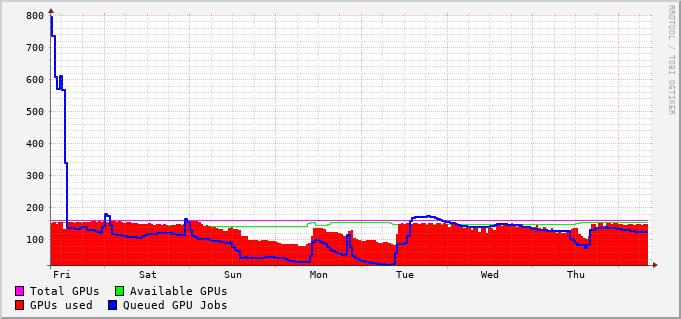 RRDTOOL / TOBI OETIKER
800
700
600
500
400
300
200
100
Fri Sat Sun Mon Tue Wed Thu
Total GPUs Available GPUs
GPUs used Queued GPU Jobs